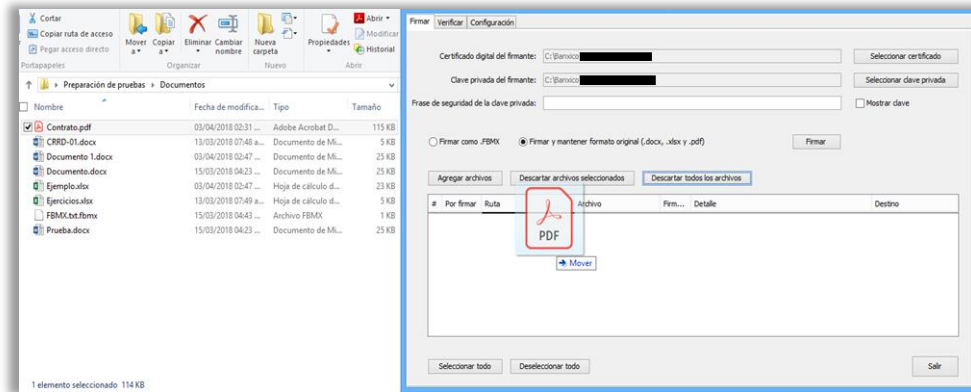 Cortar
Copiar ruta de acceso
Pegar acceso directo
Portapapeles
Mover a
Copiar a
Eliminar
Cambiar nombre
Organizar
Nueva carpeta
Nuevo
Propiedades
Abrir
Modificar
Historial
Abrir
Preparación de pruebas › Documentos
Nombre Fecha de modifica... Tipo Tamaño
Contrato.pdf 03/04/2018 02:31 ... Adobe Acrobat D... 115 KB
CRRD-01.docx 13/03/2018 07:48 a... Documento de Mi... 5 KB
Documento 1.docx 03/04/2018 02:47 ... Documento de Mi... 25 KB
Documento.docx 15/03/2018 04:23 ... Documento de Mi... 25 KB
Ejemplo.xlsx 03/04/2018 02:47 ... Hoja de cálculo d... 23 KB
Ejercicios.xlsx 13/03/2018 07:49 a... Hoja de cálculo d... 5 KB
FBMX.txt.fbmx 15/03/2018 04:43 ... Archivo FBMX 1 KB
Prueba.docx 15/03/2018 04:23 ... Documento de Mi... 25 KB
1 elemento seleccionado 114 KB
Firmar Verificar Configuración
Certificado digital del firmante: C:\Banxico Seleccionar certificado
Clave privada del firmante: C:\Banxico Seleccionar clave privada
Frase de seguridad de la clave privada: Mostrar clave
Firmar como .FBMX Firmar y mantener formato original (.docx, .xlsx y .pdf) Firmar
Agregar archivos Descartar archivos seleccionados Descartar todos los archivos
# Por firmar Ruta Archivo Firm... Detalle Destino
PDF
Mover
Seleccionar todo Deseleccionar todo Salir